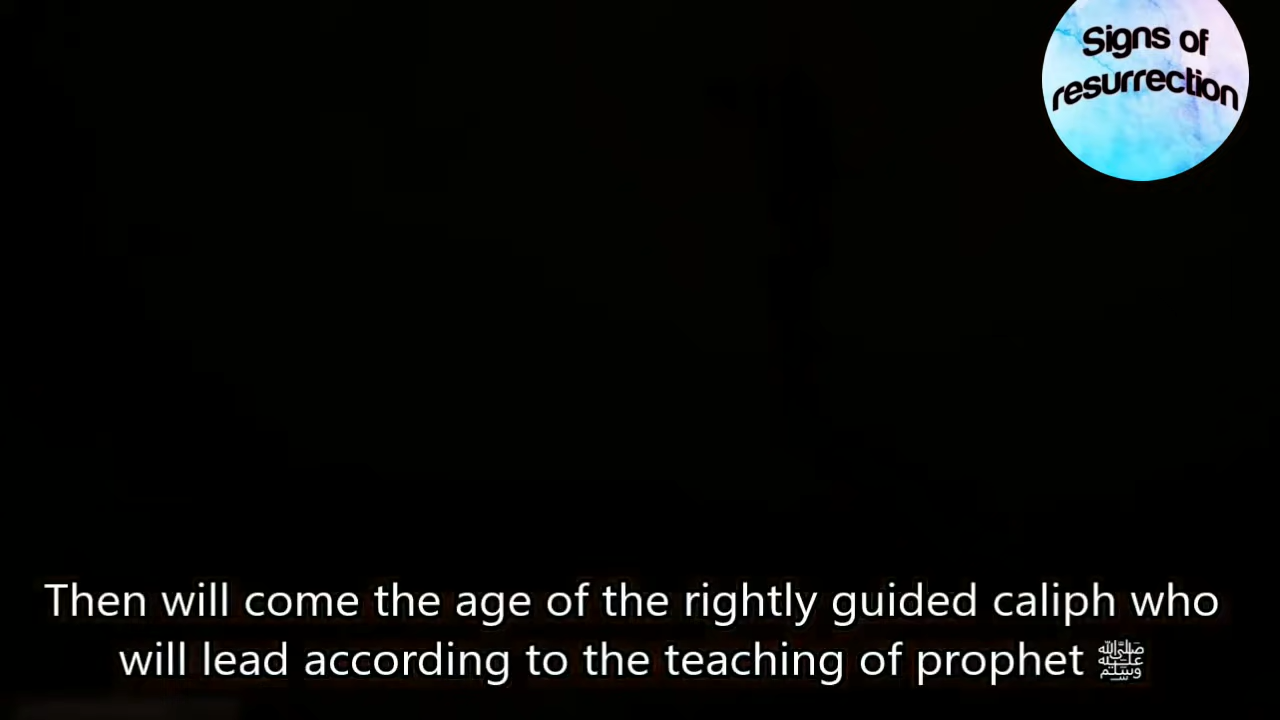 Signs of
resurrection
Then will come the age of the rightly guided caliph who
will lead according to the teaching of prophet ﷺ